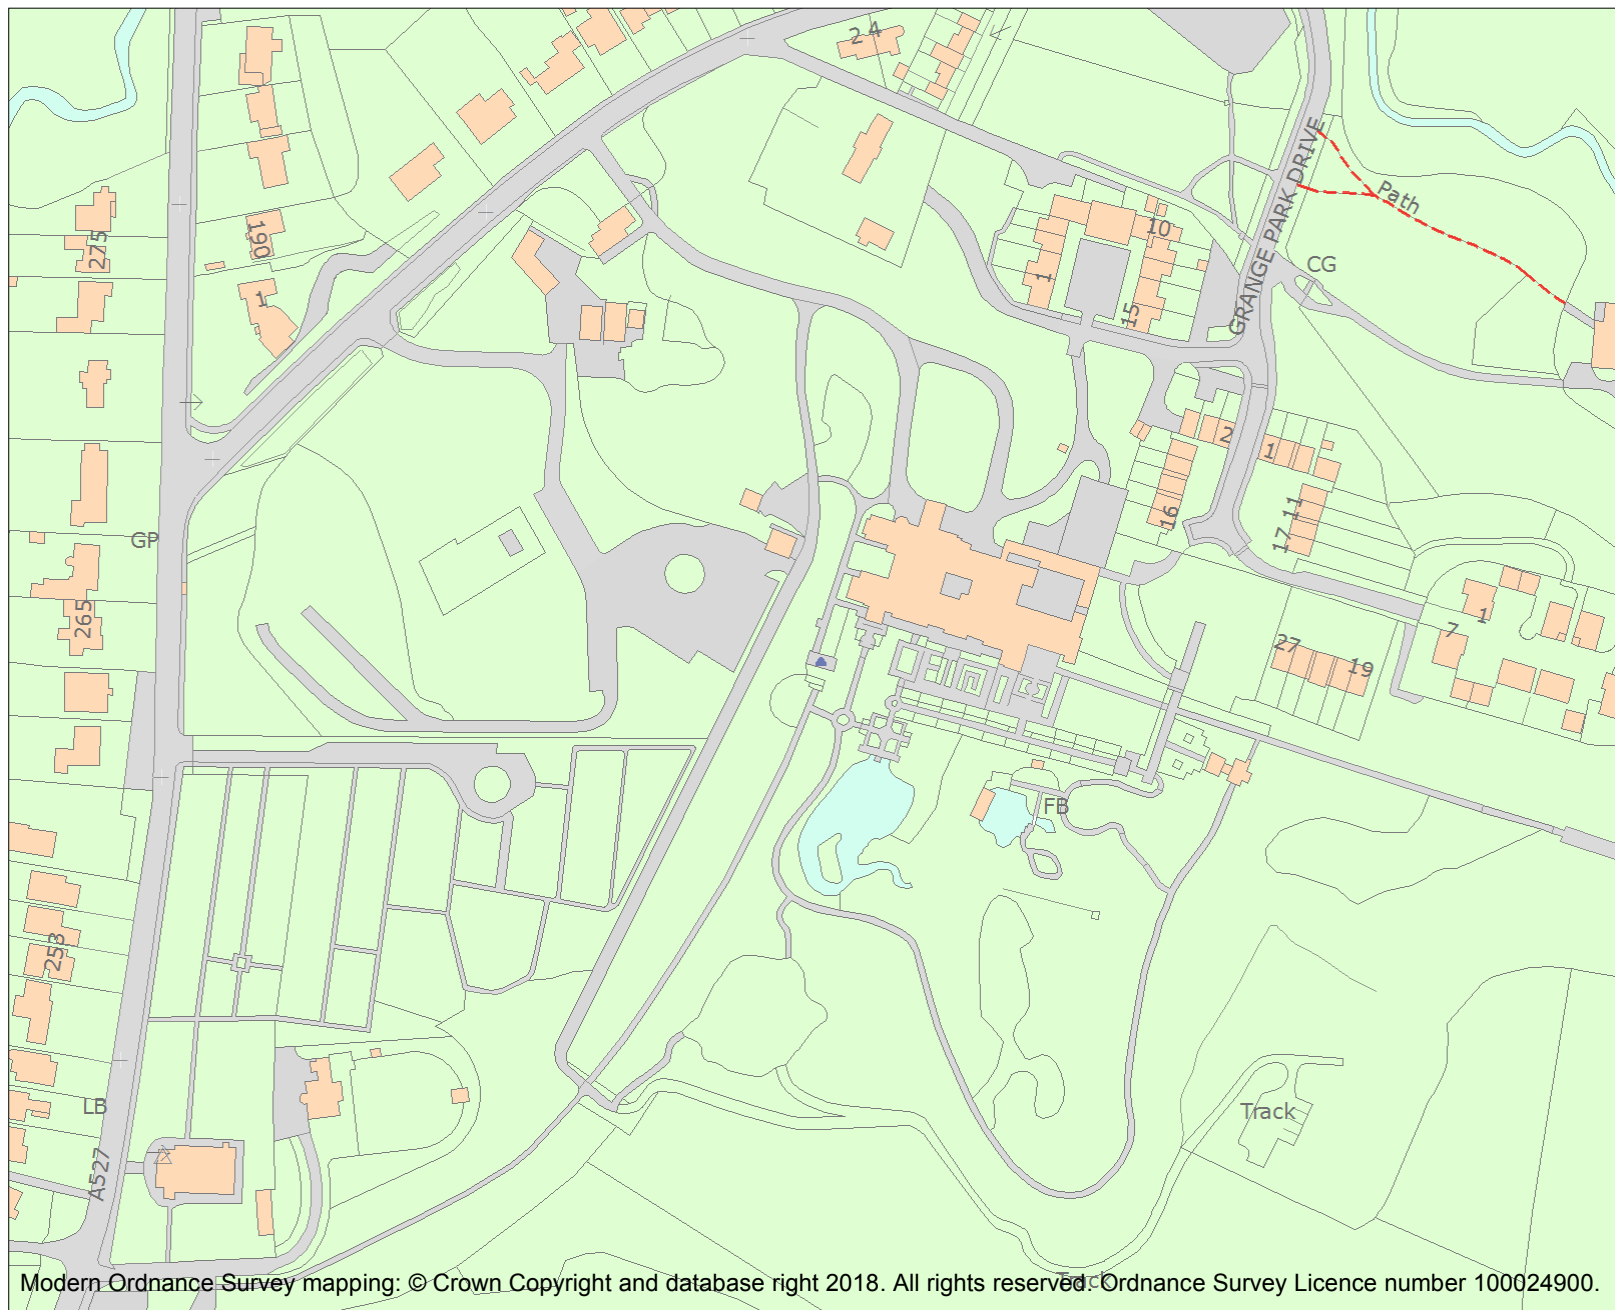 2 4
GRANGE PARK DRIVE
Path
275
190
10
CG
1
1
15
2
1
16
11
17
GP
265
1
7
27
19
FB
253
LB
Track
A527
Track
Modern Ordnance Survey mapping: © Crown Copyright and database right 2018. All rights reserved. Ordnance Survey Licence number 100024900.